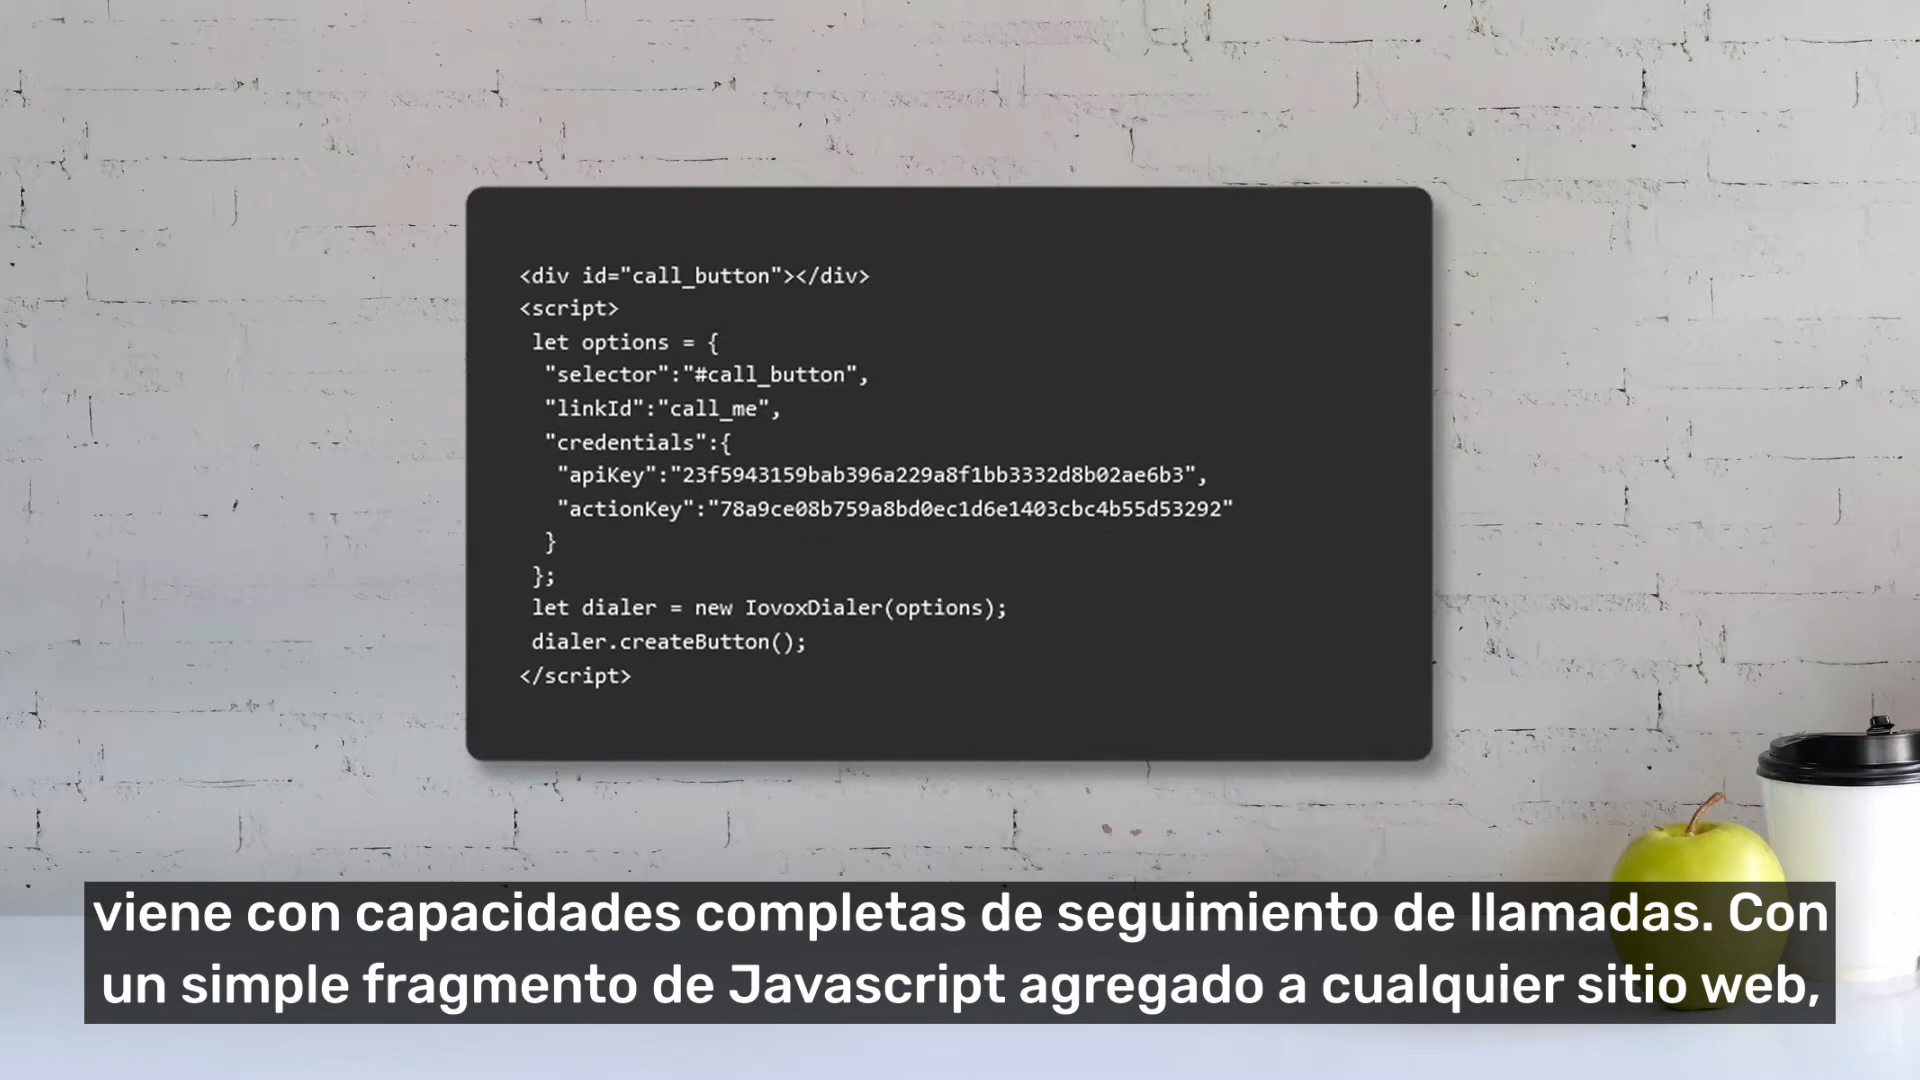 <div id="call_button"></div>
<script>
let options = {
"selector":"#call_button",
"linkId":"call_me",
"credentials":{
"apiKey":"23f5943159bab396a229a8f1bb3332d8b02ae6b3",
"actionKey":"78a9ce08b759a8bd0ec1d6e1403cbc4b55d53292"
}
};
let dialer = new IovoxDialer(options);
dialer.createButton();
</script>
viene con capacidades completas de seguimiento de llamadas. Con
un simple fragmento de Javascript agregado a cualquier sitio web,